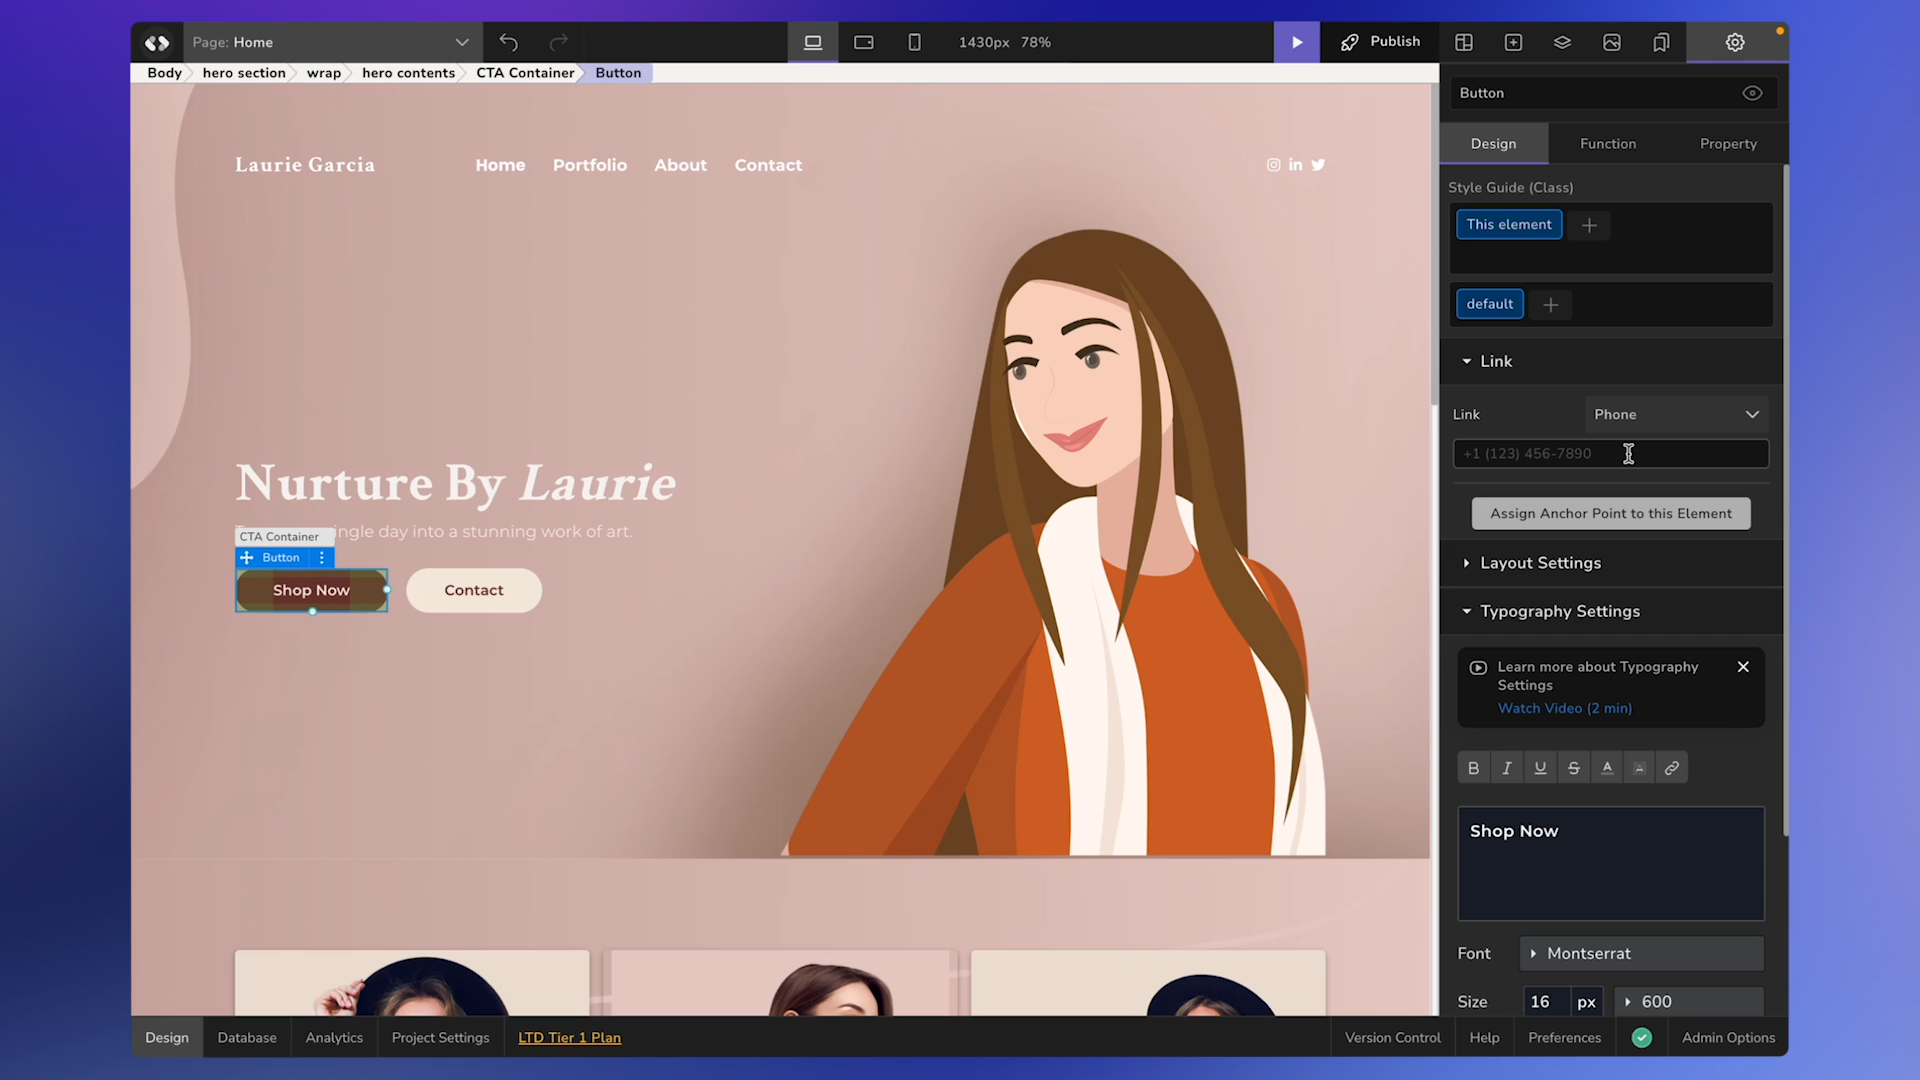 Page: Home
1430px 78%
Publish
Body hero section wrap hero contents CTA Container Button
Button
Design Function Property
Style Guide (Class)
This element
default
Link
Link Phone
+1 (123) 456-7890
Assign Anchor Point to this Element
Layout Settings
Typography Settings
Learn more about Typography
Settings
Watch Video (2 min)
B I U S A A
Shop Now
Font Montserrat
Size 16 px 600
Laurie Garcia Home Portfolio About Contact
Nurture By Laurie
ingle day into a stunning work of art.
CTA Container
Button
Shop Now Contact
Design Database Analytics Project Settings LTD Tier 1 Plan Version Control Help Preferences Admin Options